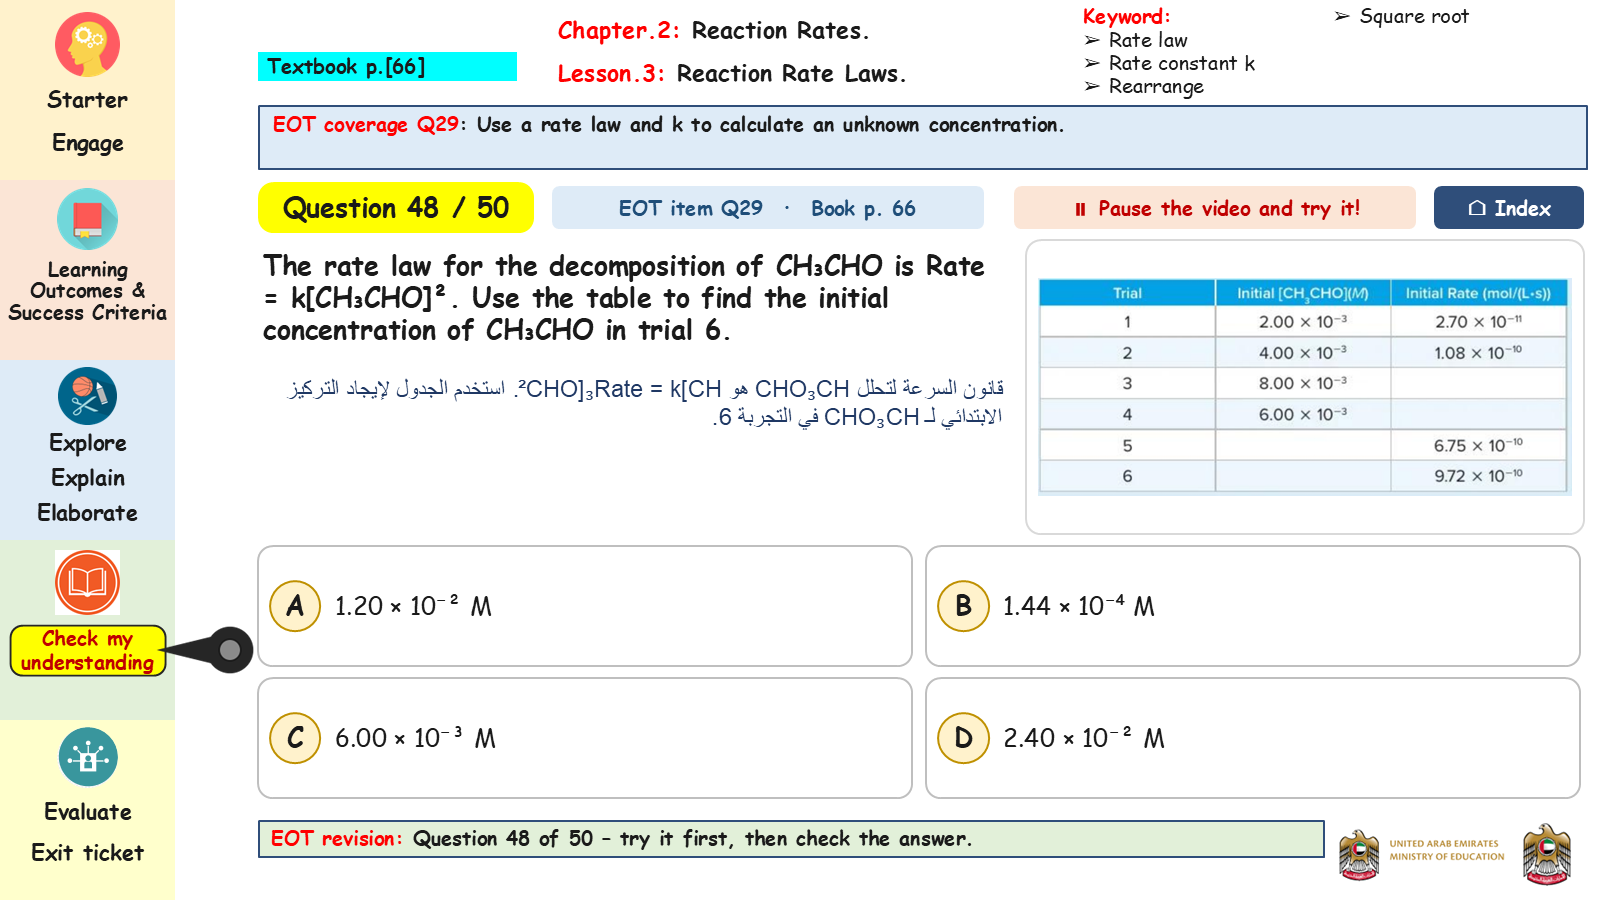 Starter
Engage
Learning
Outcomes &
Success Criteria
Explore
Explain
Elaborate
Check my
understanding
Evaluate
Exit ticket
Textbook p.[66]
Chapter.2: Reaction Rates.
Lesson.3: Reaction Rate Laws.
Keyword:
➢ Rate law
➢ Rate constant k
➢ Rearrange
➢ Square root
EOT coverage Q29: Use a rate law and k to calculate an unknown concentration.
Question 48 / 50
EOT item Q29 · Book p. 66
⏸ Pause the video and try it!
⌂ Index
The rate law for the decomposition of CH₃CHO is Rate
= k[CH₃CHO]². Use the table to find the initial
concentration of CH₃CHO in trial 6.
قانون السرعة لتحلل CHO₃CH هو Rate = k[CH₃CHO]². استخدم الجدول لإيجاد التركيز
الابتدائي لـ CHO₃CH في التجربة 6.
Trial Initial [CH₃CHO](M) Initial Rate (mol/(L·s))
1 2.00 × 10⁻³ 2.70 × 10⁻¹¹
2 4.00 × 10⁻³ 1.08 × 10⁻¹⁰
3 8.00 × 10⁻³
4 6.00 × 10⁻³
5 6.75 × 10⁻¹⁰
6 9.72 × 10⁻¹⁰
A 1.20 × 10⁻² M
B 1.44 × 10⁻⁴ M
C 6.00 × 10⁻³ M
D 2.40 × 10⁻² M
EOT revision: Question 48 of 50 – try it first, then check the answer.
UNITED ARAB EMIRATES
MINISTRY OF EDUCATION